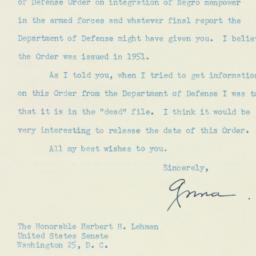 of Defense Order on integration of Negro manpower
in the armed forces and whatever final report the
Department of Defense might have given you. I believ
the Order was issued in 1951.
As I told you, when I tried to get information
on this Order from the Department of Defense I was t
that it is in the "dead" file. I think it would be
very interesting to release the date of this Order.
All my best wishes to you.
Sincerely,
Anna
The Honorable Herbert H. Lehman
United States Senate
Washington 25, D. C.